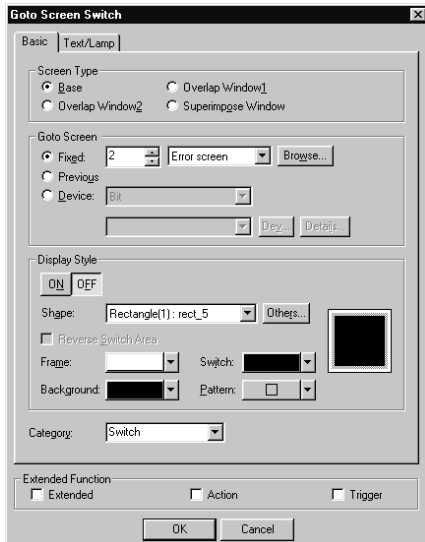 Goto Screen Switch
Basic Text/Lamp
Screen Type
Base Overlap Window1
Overlap Window2 Superimpose Window
Goto Screen
Fixed: 2 Error screen Browse...
Previous
Device: Bit
Dev... Details...
Display Style
ON OFF
Shape: Rectangle(1) : rect_5 Others...
Reverse Switch Area
Frame: Switch:
Background: Pattern:
Category: Switch
Extended Function
Extended Action Trigger
OK Cancel